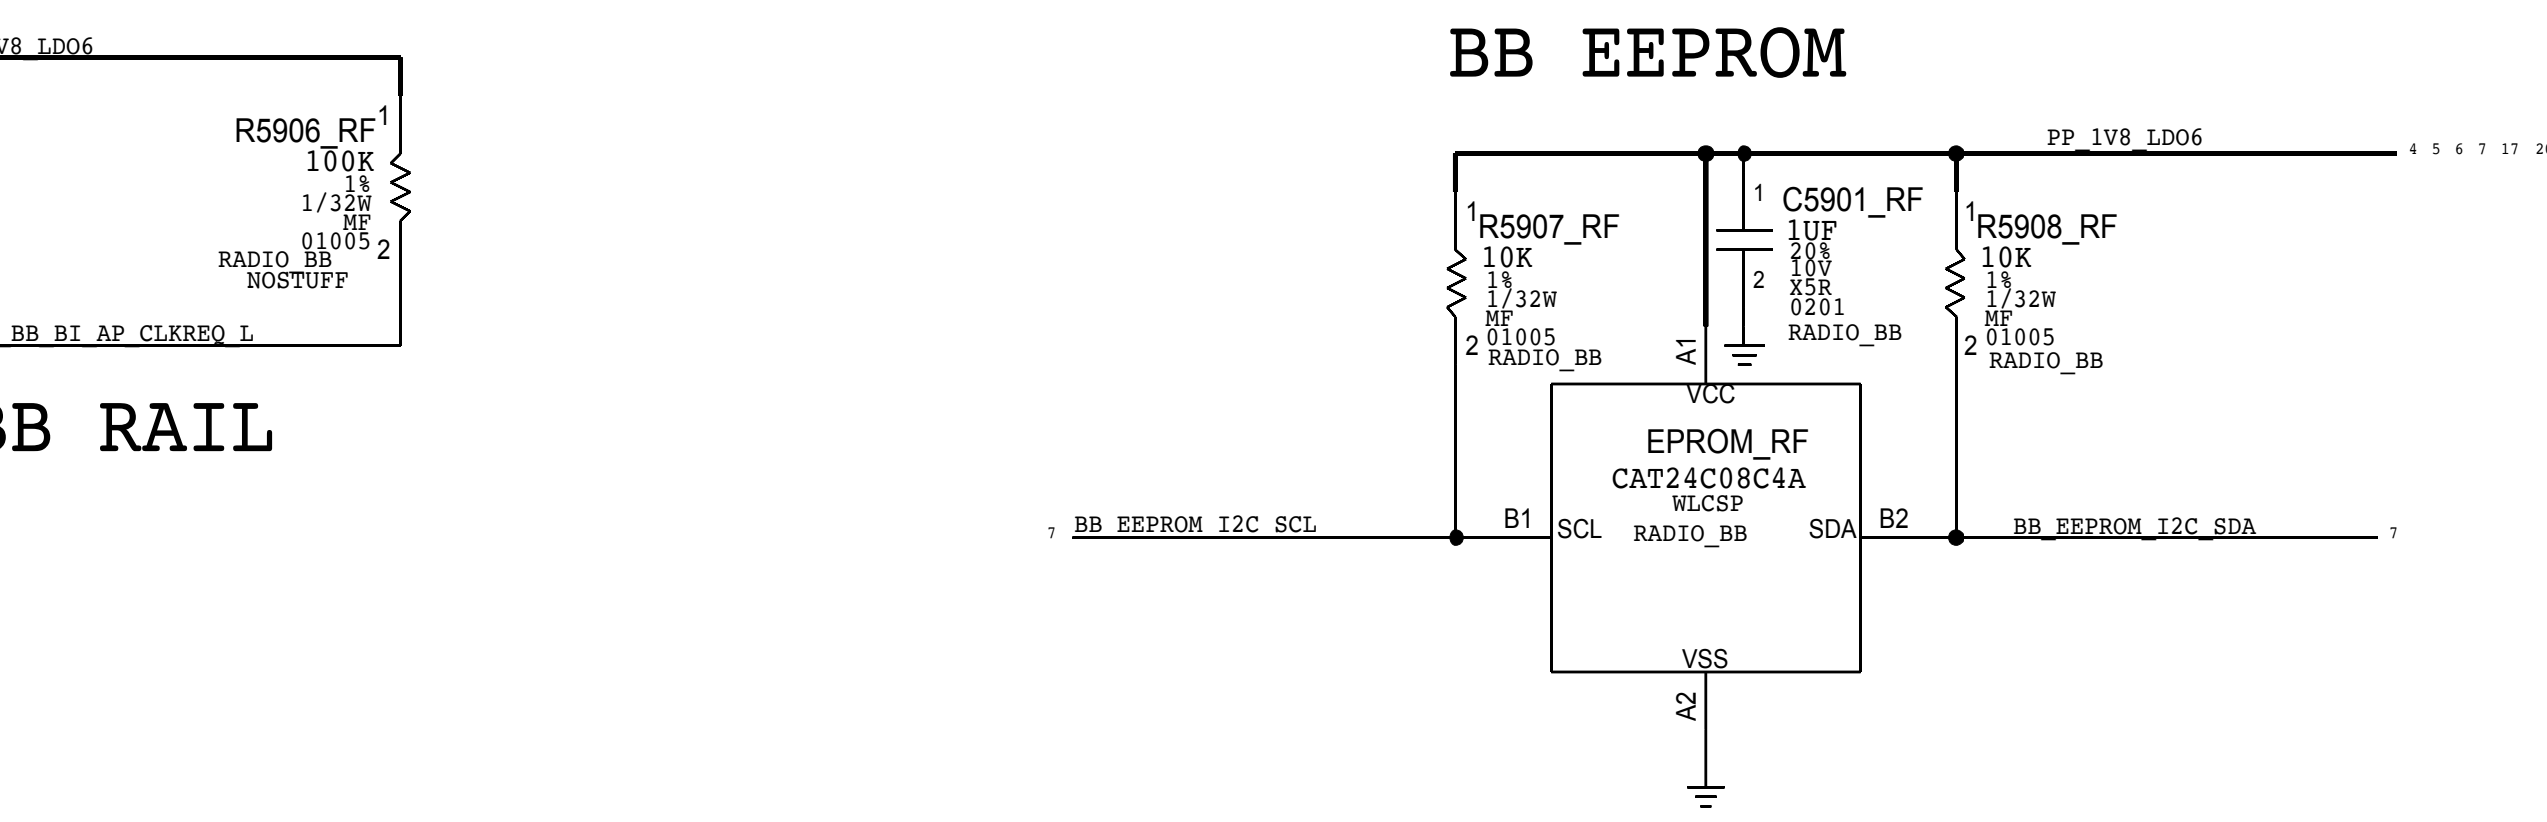 V8_LDO6
R5906_RF
1
100K
1%
1/32W
MF
01005
2
RADIO_BB
NOSTUFF
_BB_BI_AP_CLKREQ_L
BB RAIL
BB EEPROM
PP_1V8_LDO6
4 5 6 7 17 20
1
R5907_RF
10K
1%
1/32W
MF
01005
2
RADIO_BB
1
C5901_RF
1UF
20%
10V
X5R
0201
2
RADIO_BB
1
R5908_RF
10K
1%
1/32W
MF
01005
2
RADIO_BB
A1
VCC
EPROM_RF
CAT24C08C4A
WLCSP
RADIO_BB
7 BB_EEPROM_I2C_SCL
B1
SCL
SDA
B2
BB_EEPROM_I2C_SDA 7
VSS
A2